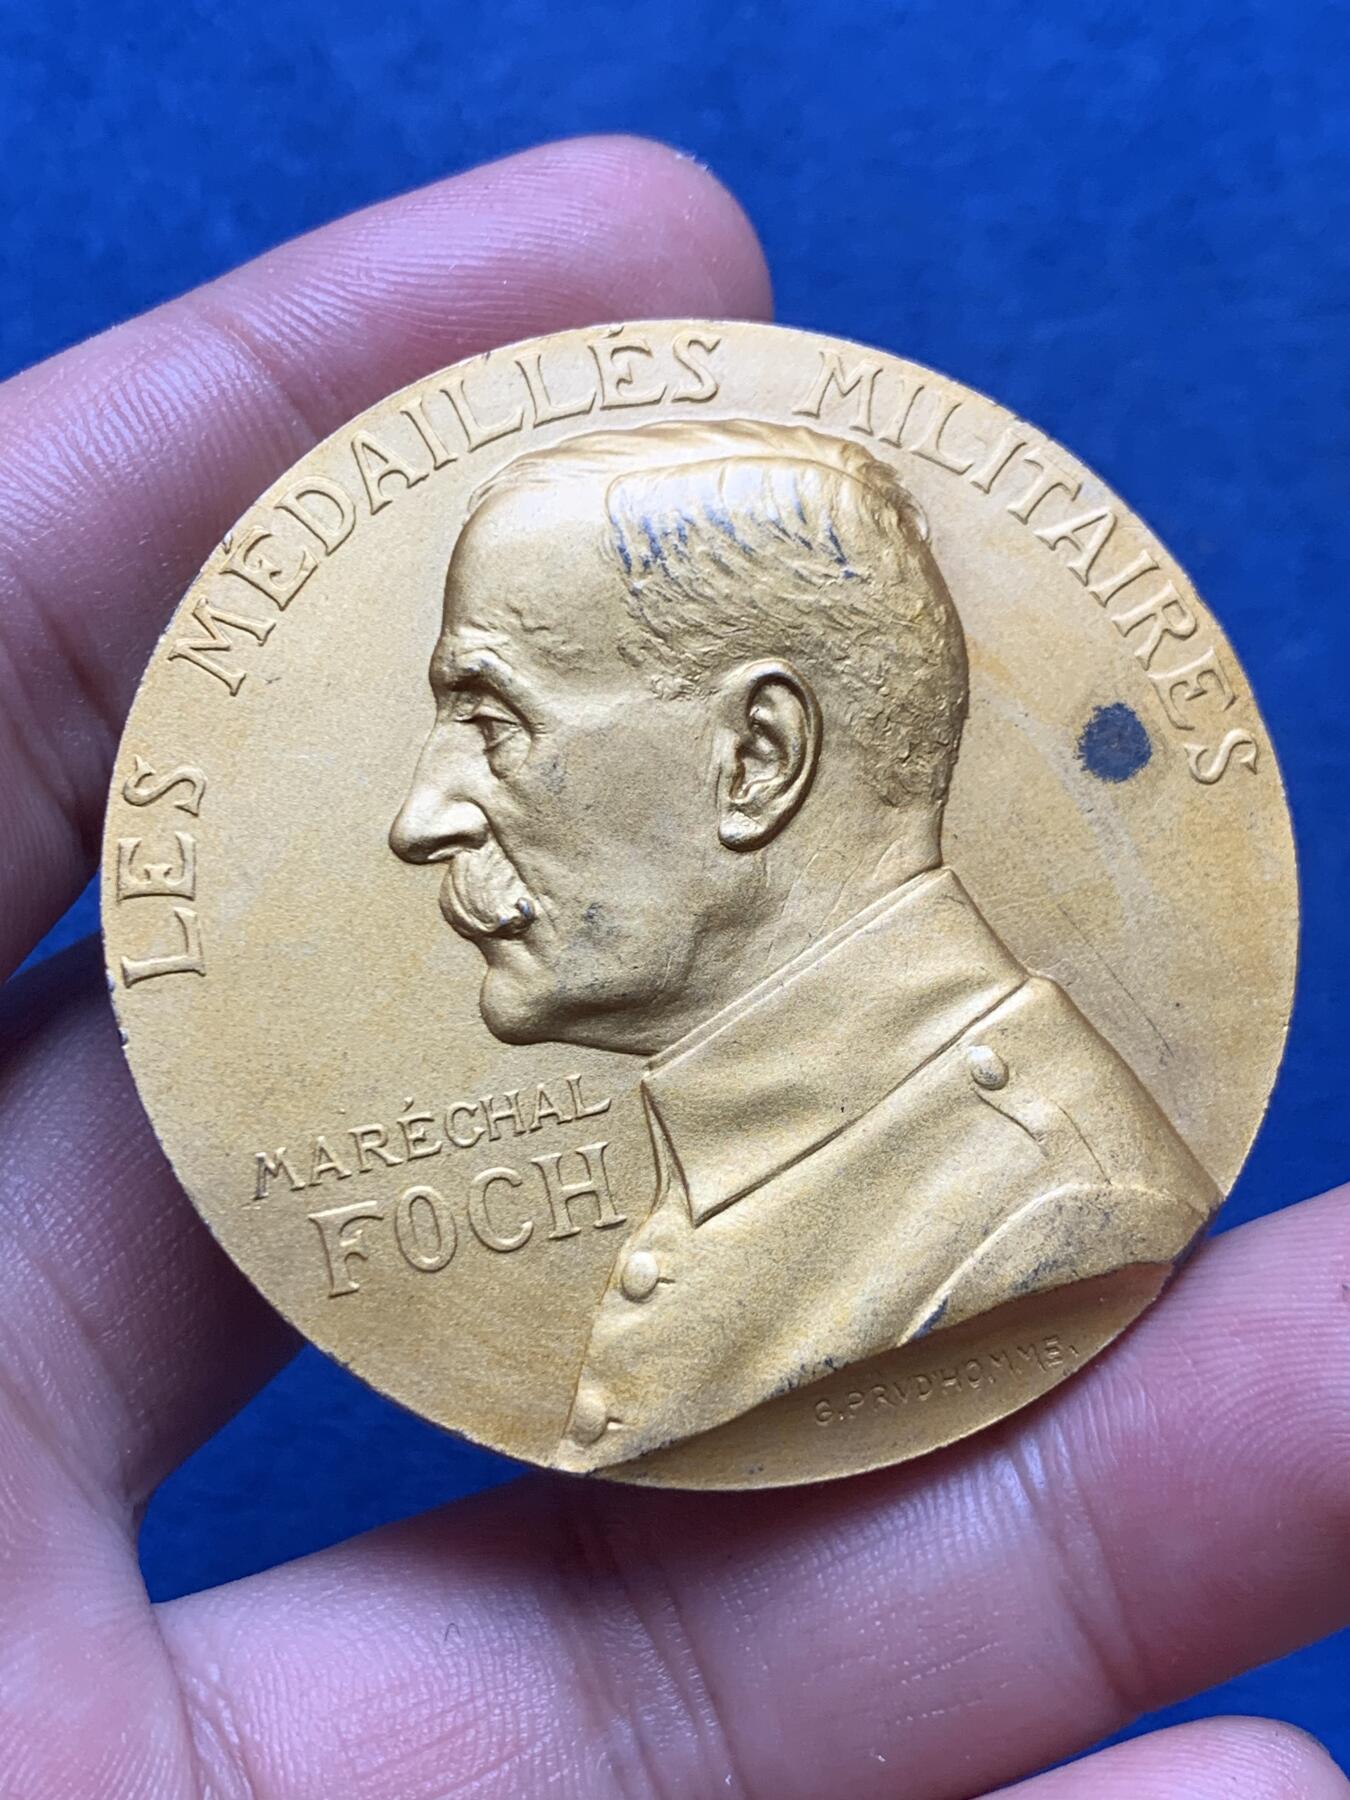 LES MÉDAILLÉS MILITAIRES
MARÉCHAL
FOCH
G.PRVD'HOMME.